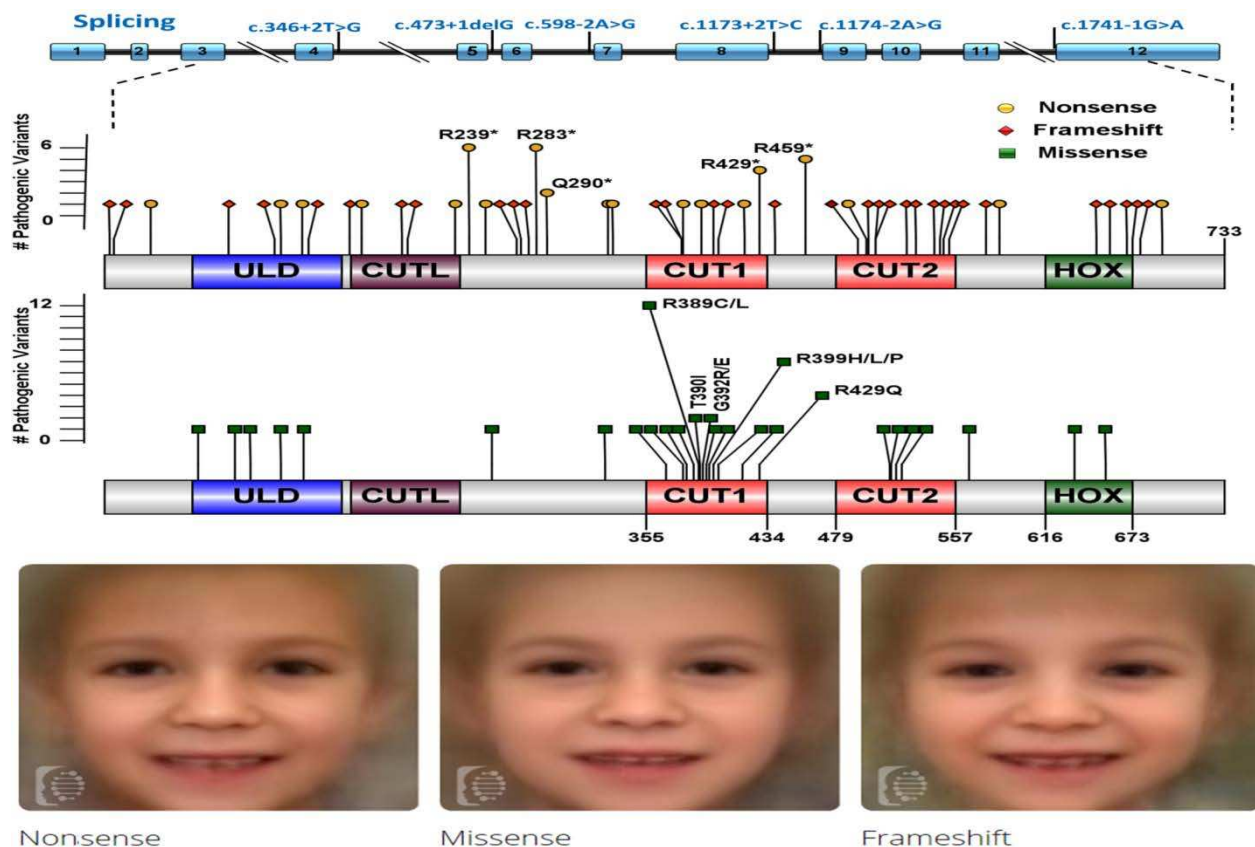 Splicing c.346+2T>G c.473+1delG c.598-2A>G c.1173+2T>C c.1174-2A>G c.1741-1G>A
1 2 3 4 5 6 7 8 9 10 11 12
# Pathogenic Variants
6
0
R239* R283*
Q290*
R429*
R459*
Nonsense
Frameshift
Missense
733
ULD CUTL CUT1 CUT2 HOX
# Pathogenic Variants
12
0
R389C/L
T390I
G392R/E
R399H/L/P
R429Q
ULD CUTL CUT1 CUT2 HOX
355 434 479 557 616 673
Nonsense Missense Frameshift